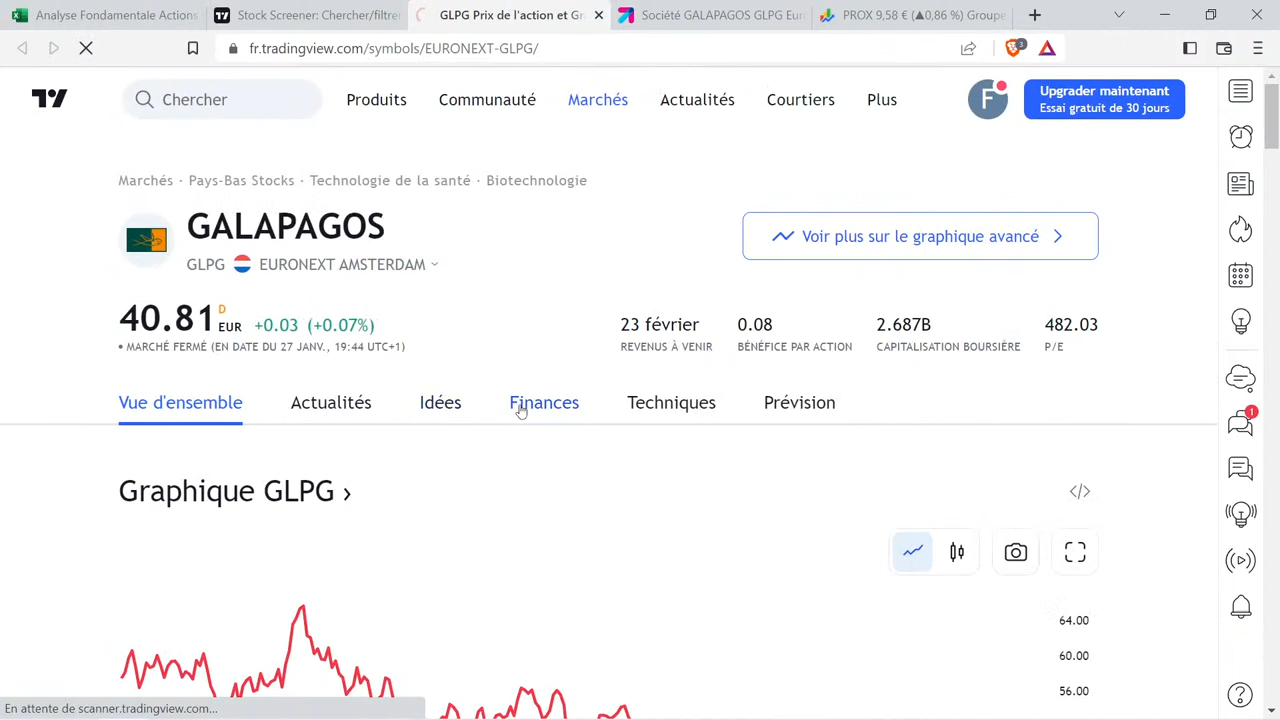 Analyse Fondamentale Actions
Stock Screener: Chercher, filtrer
GLPG Prix de l'action et Gr
Société GALAPAGOS GLPG Eur
PROX 9,58 € (▲0,86 %) Groupe
fr.tradingview.com/symbols/EURONEXT-GLPG/
3
Chercher
Produits
Communauté
Marchés
Actualités
Courtiers
Plus
F
Upgrader maintenant
Essai gratuit de 30 jours
Marchés · Pays-Bas Stocks · Technologie de la santé · Biotechnologie
GALAPAGOS
GLPG EURONEXT AMSTERDAM
Voir plus sur le graphique avancé
40.81 D EUR +0.03 (+0.07%)
• MARCHÉ FERMÉ (EN DATE DU 27 JANV., 19:44 UTC+1)
23 février
REVENUS À VENIR
0.08
BÉNÉFICE PAR ACTION
2.687B
CAPITALISATION BOURSIÈRE
482.03
P/E
Vue d'ensemble
Actualités
Idées
Finances
Techniques
Prévision
Graphique GLPG ›
</>
64.00
60.00
56.00
1
En attente de scanner.tradingview.com...